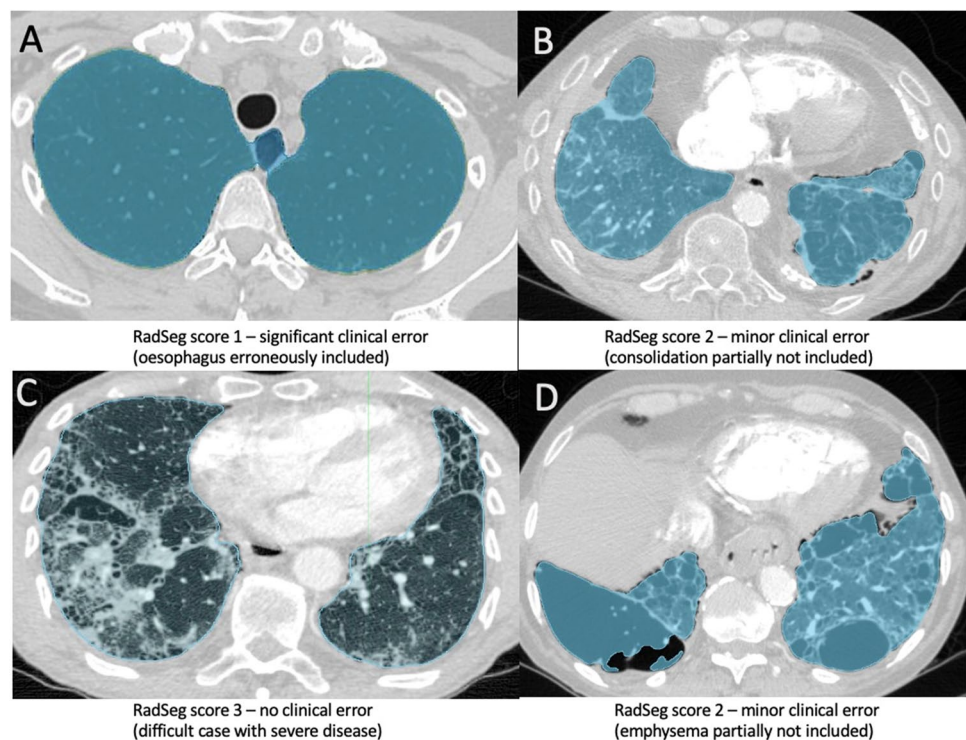 A
B
RadSeg score 1 – significant clinical error
(oesophagus erroneously included)
RadSeg score 2 – minor clinical error
(consolidation partially not included)
C
D
RadSeg score 3 – no clinical error
(difficult case with severe disease)
RadSeg score 2 – minor clinical error
(emphysema partially not included)